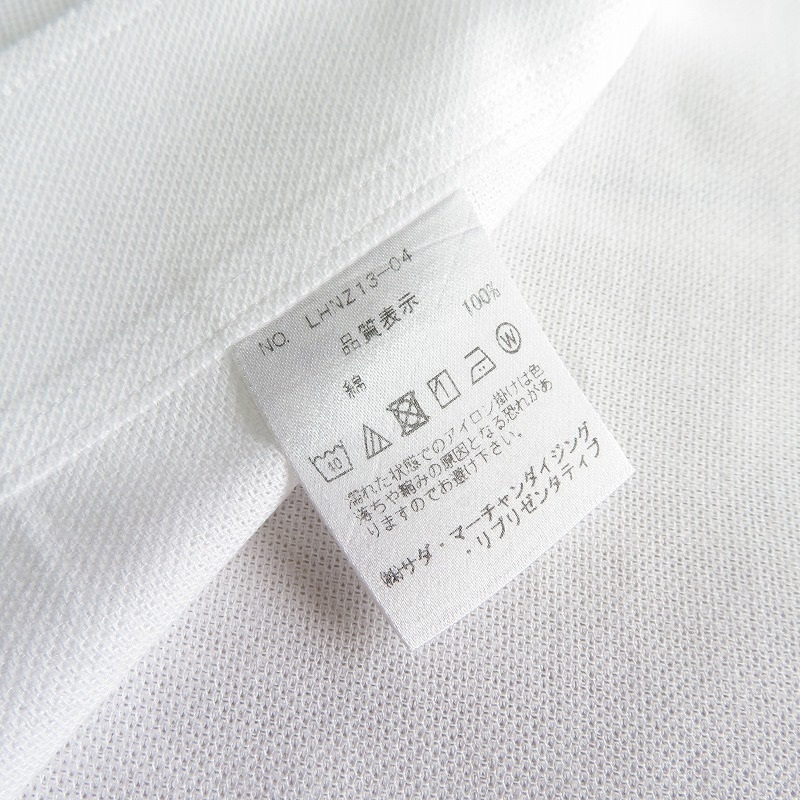 NO. LHNZ13-04
品質表示
綿 100%
40 W
濡れた状態でのアイロン掛けは色
落ちや縮みの原因となる恐れがあ
りますのでお避け下さい。
㈱サダ・マーチャンダイジング
・リプリゼンタティブ